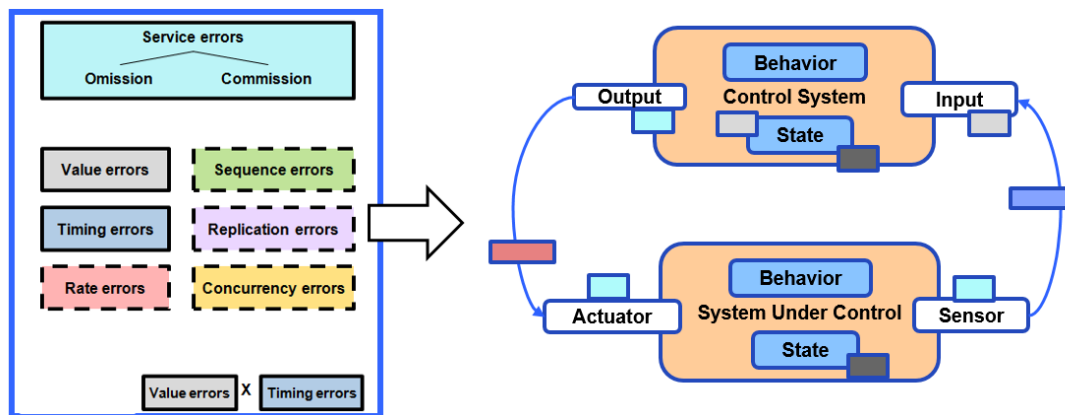 Service errors
Omission
Commission
Value errors
Sequence errors
Timing errors
Replication errors
Rate errors
Concurrency errors
Value errors X Timing errors
Behavior
Output
Control System
Input
State
Behavior
Actuator
System Under Control
Sensor
State